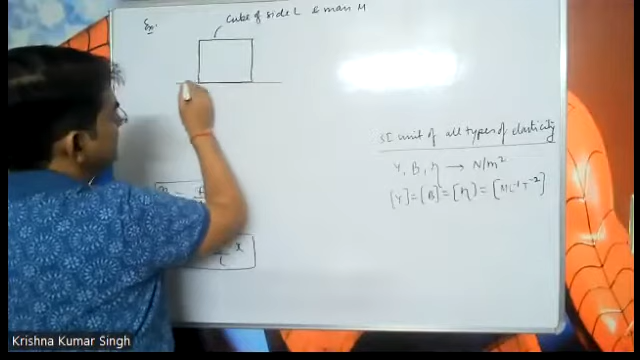 Ex.
Cube of side L & mass M
SI unit of all types of elasticity
Y, B, η → N/m²
[Y] = [B] = [η] = [ML⁻¹T⁻²]
x
L
Krishna Kumar Singh